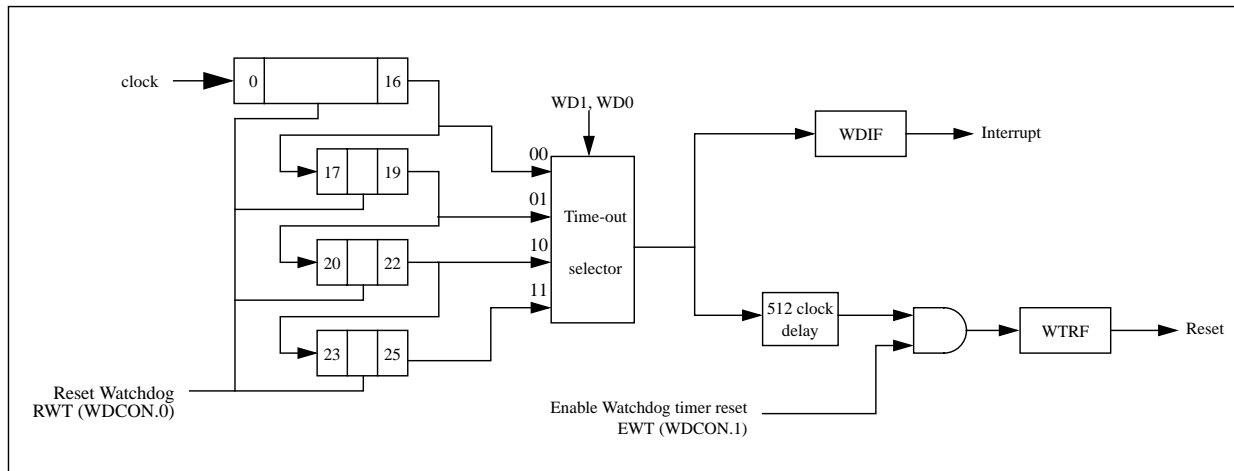 clock
0
16
WD1, WD0
WDIF
Interrupt
00
17
19
01
Time-out
selector
20
22
10
11
512 clock
delay
WTRF
Reset
23
25
Reset Watchdog
RWT (WDCON.0)
Enable Watchdog timer reset
EWT (WDCON.1)